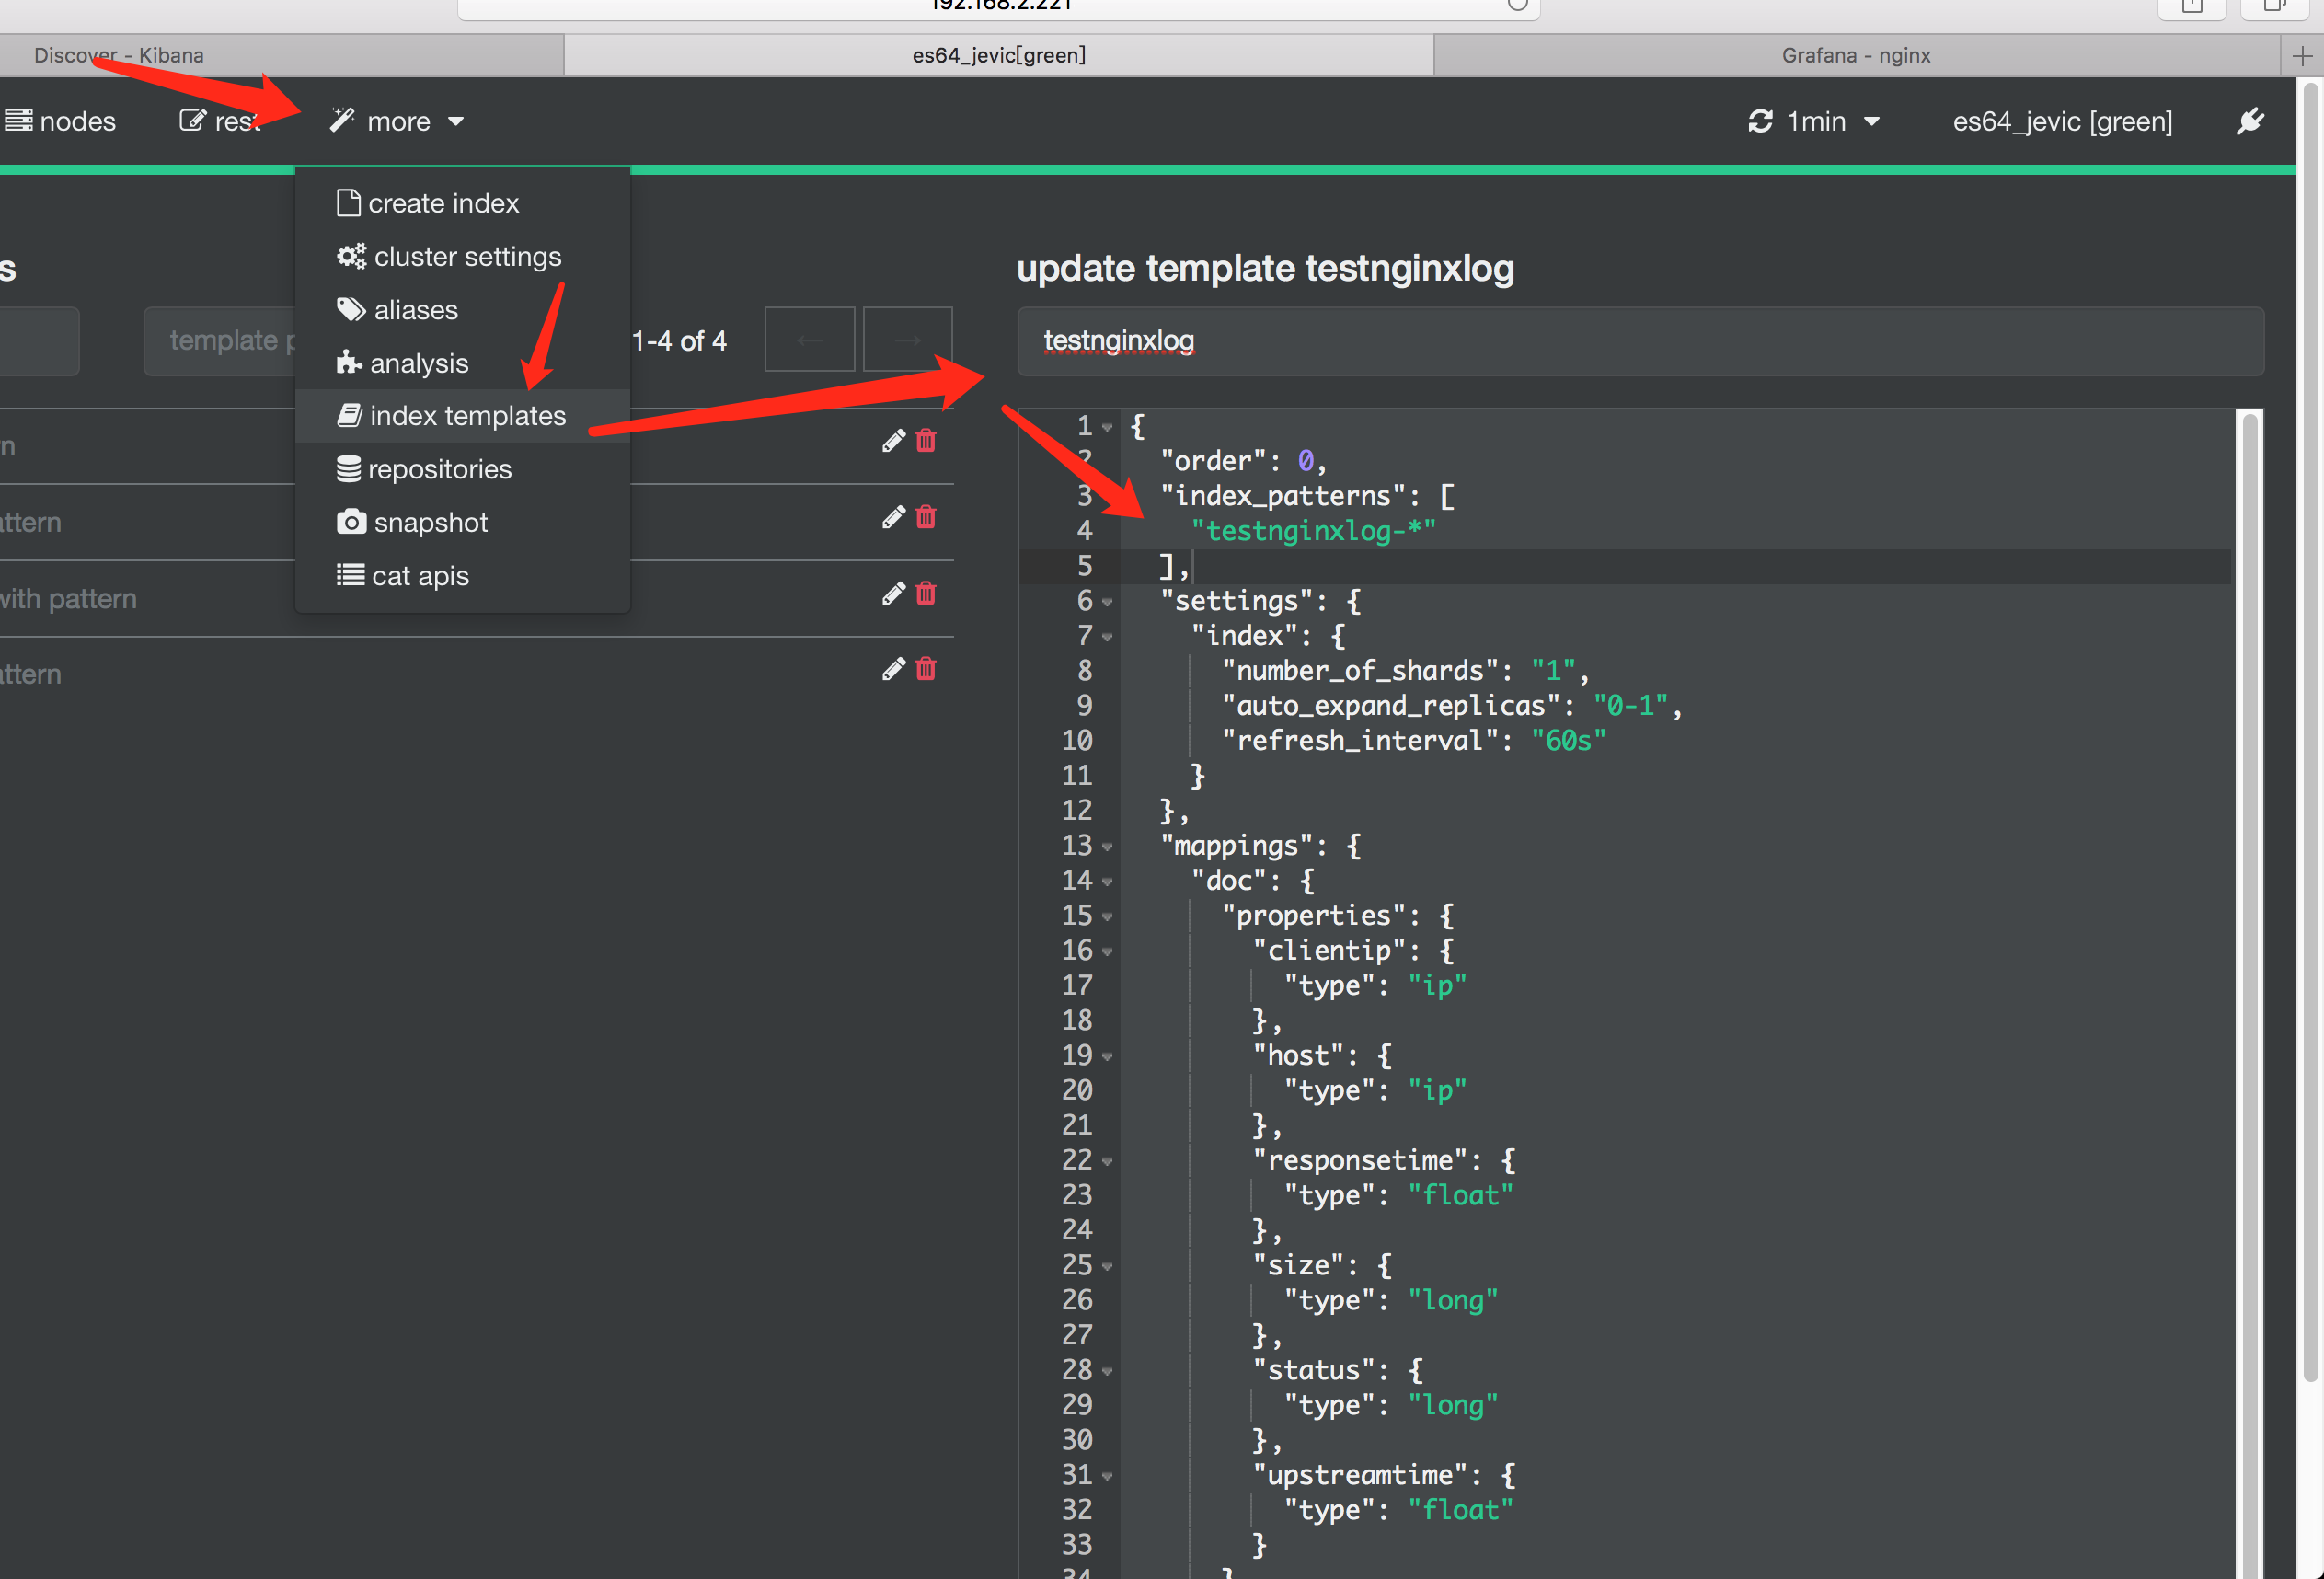 192.168.2.221
Discover - Kibana
es64_jevic[green]
Grafana - nginx
nodes
rest
more
1min
es64_jevic [green]
create index
cluster settings
aliases
analysis
index templates
repositories
snapshot
cat apis
s
template p
1-4 of 4
← →
n
attern
with pattern
attern
update template testnginxlog
testnginxlog
1 {
2 "order": 0,
3 "index_patterns": [
4 "testnginxlog-*"
5 ],
6 "settings": {
7 "index": {
8 "number_of_shards": "1",
9 "auto_expand_replicas": "0-1",
10 "refresh_interval": "60s"
11 }
12 },
13 "mappings": {
14 "doc": {
15 "properties": {
16 "clientip": {
17 "type": "ip"
18 },
19 "host": {
20 "type": "ip"
21 },
22 "responsetime": {
23 "type": "float"
24 },
25 "size": {
26 "type": "long"
27 },
28 "status": {
29 "type": "long"
30 },
31 "upstreamtime": {
32 "type": "float"
33 }
34 }